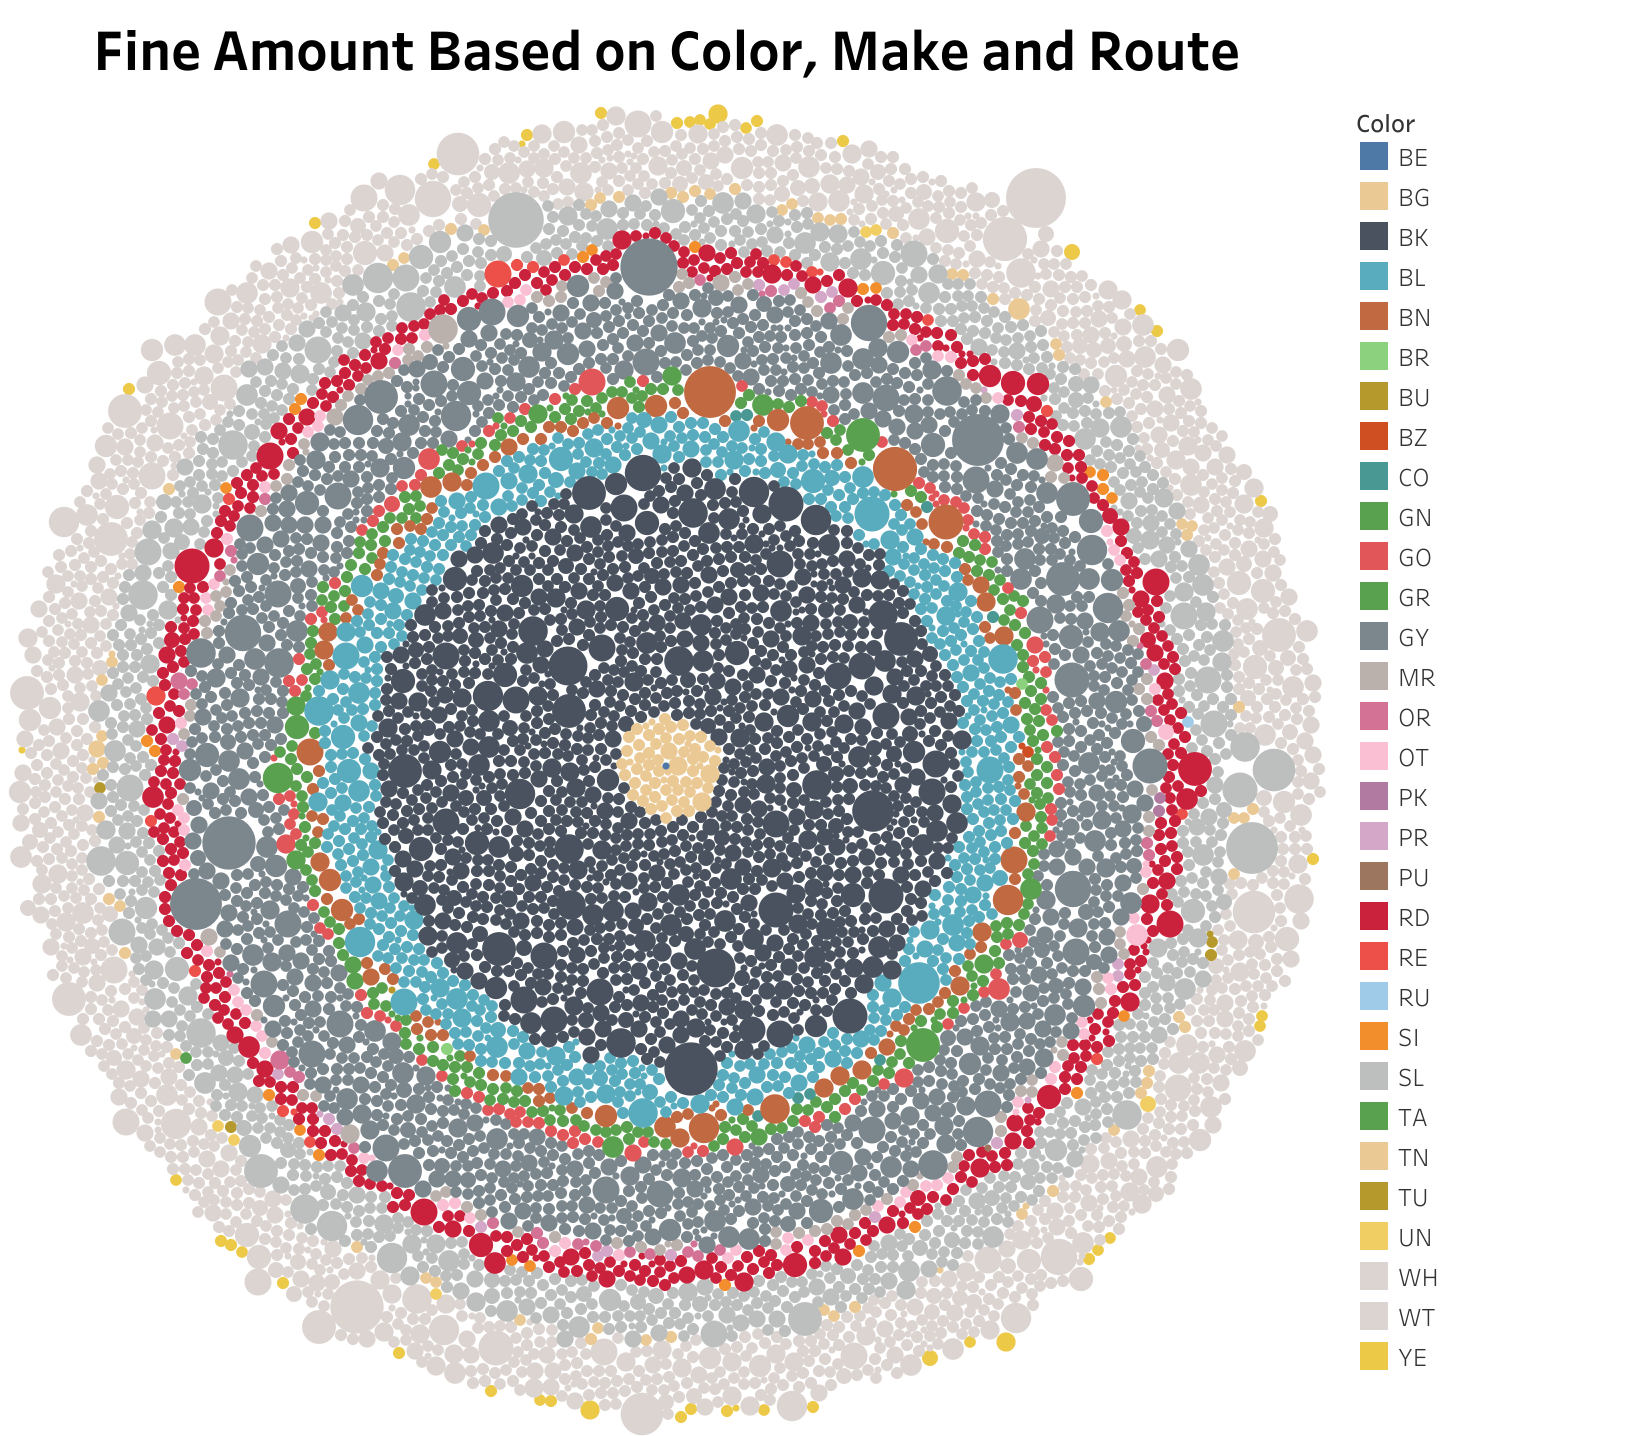 Fine Amount Based on Color, Make and Route
Color
BE
BG
BK
BL
BN
BR
BU
BZ
CO
GN
GO
GR
GY
MR
OR
OT
PK
PR
PU
RD
RE
RU
SI
SL
TA
TN
TU
UN
WH
WT
YE